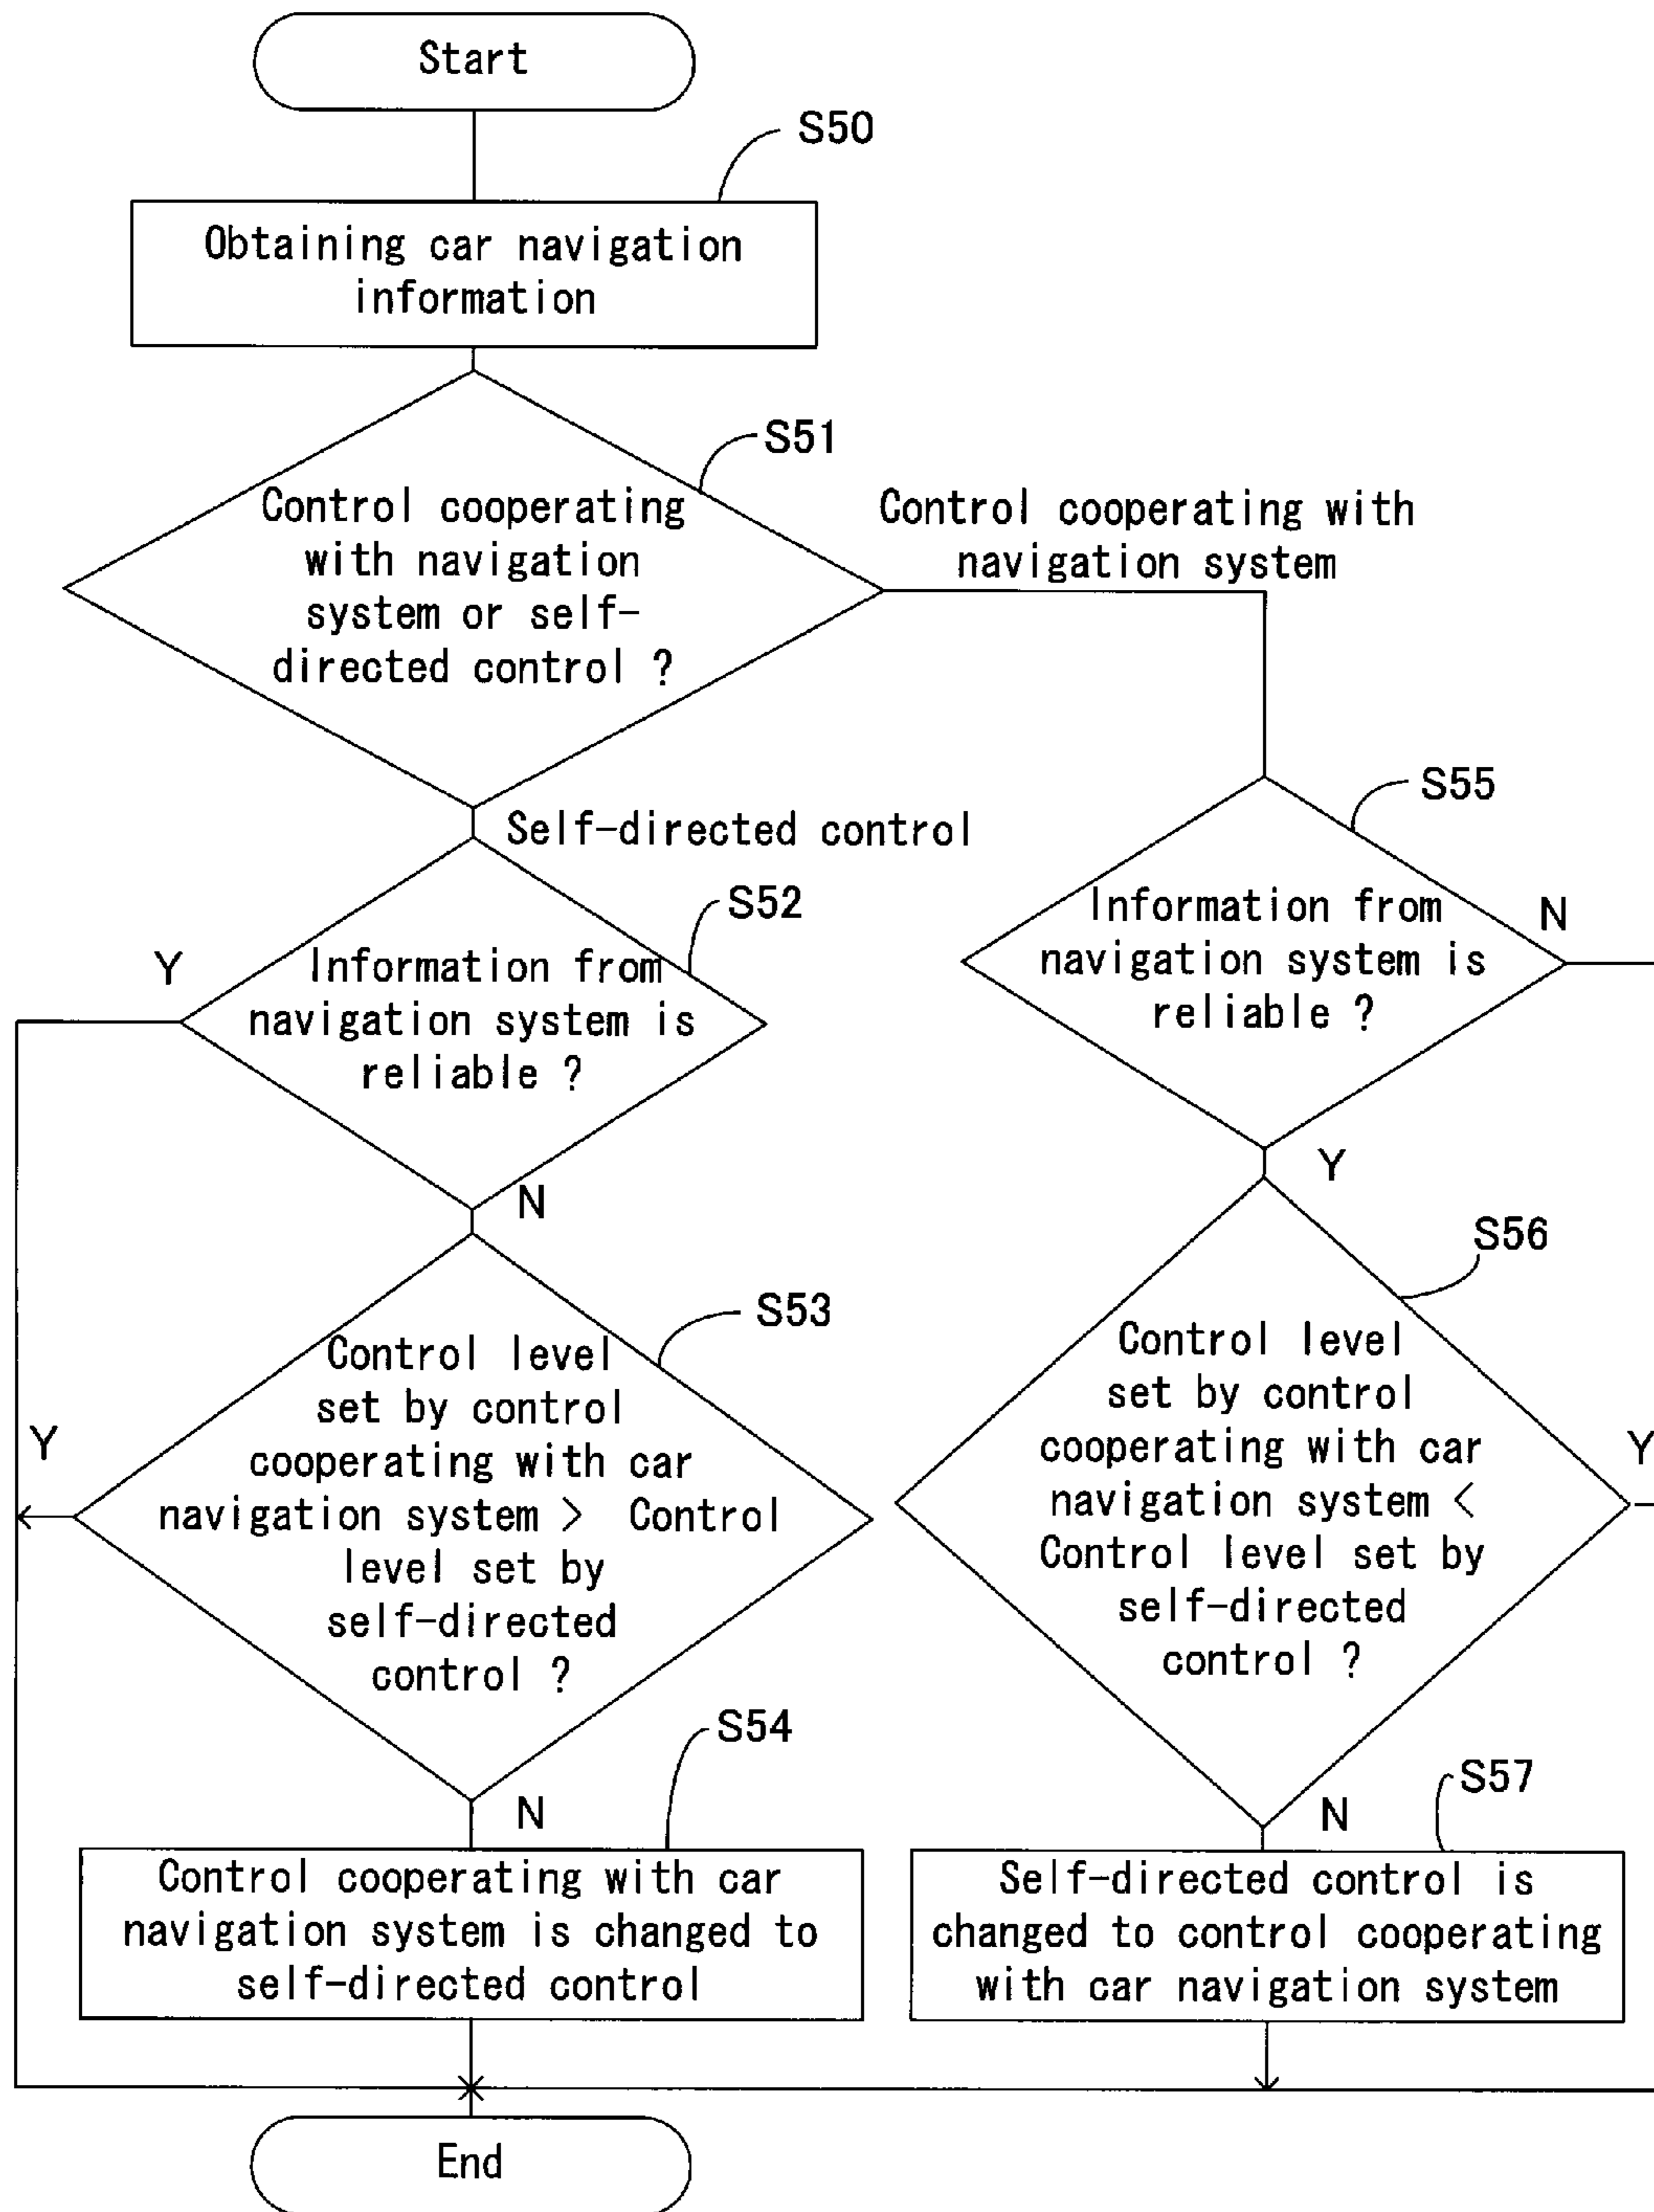 Start
S50
Obtaining car navigation
information
S51
Control cooperating
with navigation
system or self-
directed control ?
Control cooperating with
navigation system
Self-directed control
S52
Y
Information from
navigation system is
reliable ?
N
S53
Control level
set by control
cooperating with car
navigation system > Control
level set by
self-directed
control ?
Y
N
S54
Control cooperating with car
navigation system is changed to
self-directed control
S55
Information from
navigation system is
reliable ?
N
Y
S56
Control level
set by control
cooperating with car
navigation system <
Control level set by
self-directed
control ?
Y
N
S57
Self-directed control is
changed to control cooperating
with car navigation system
End